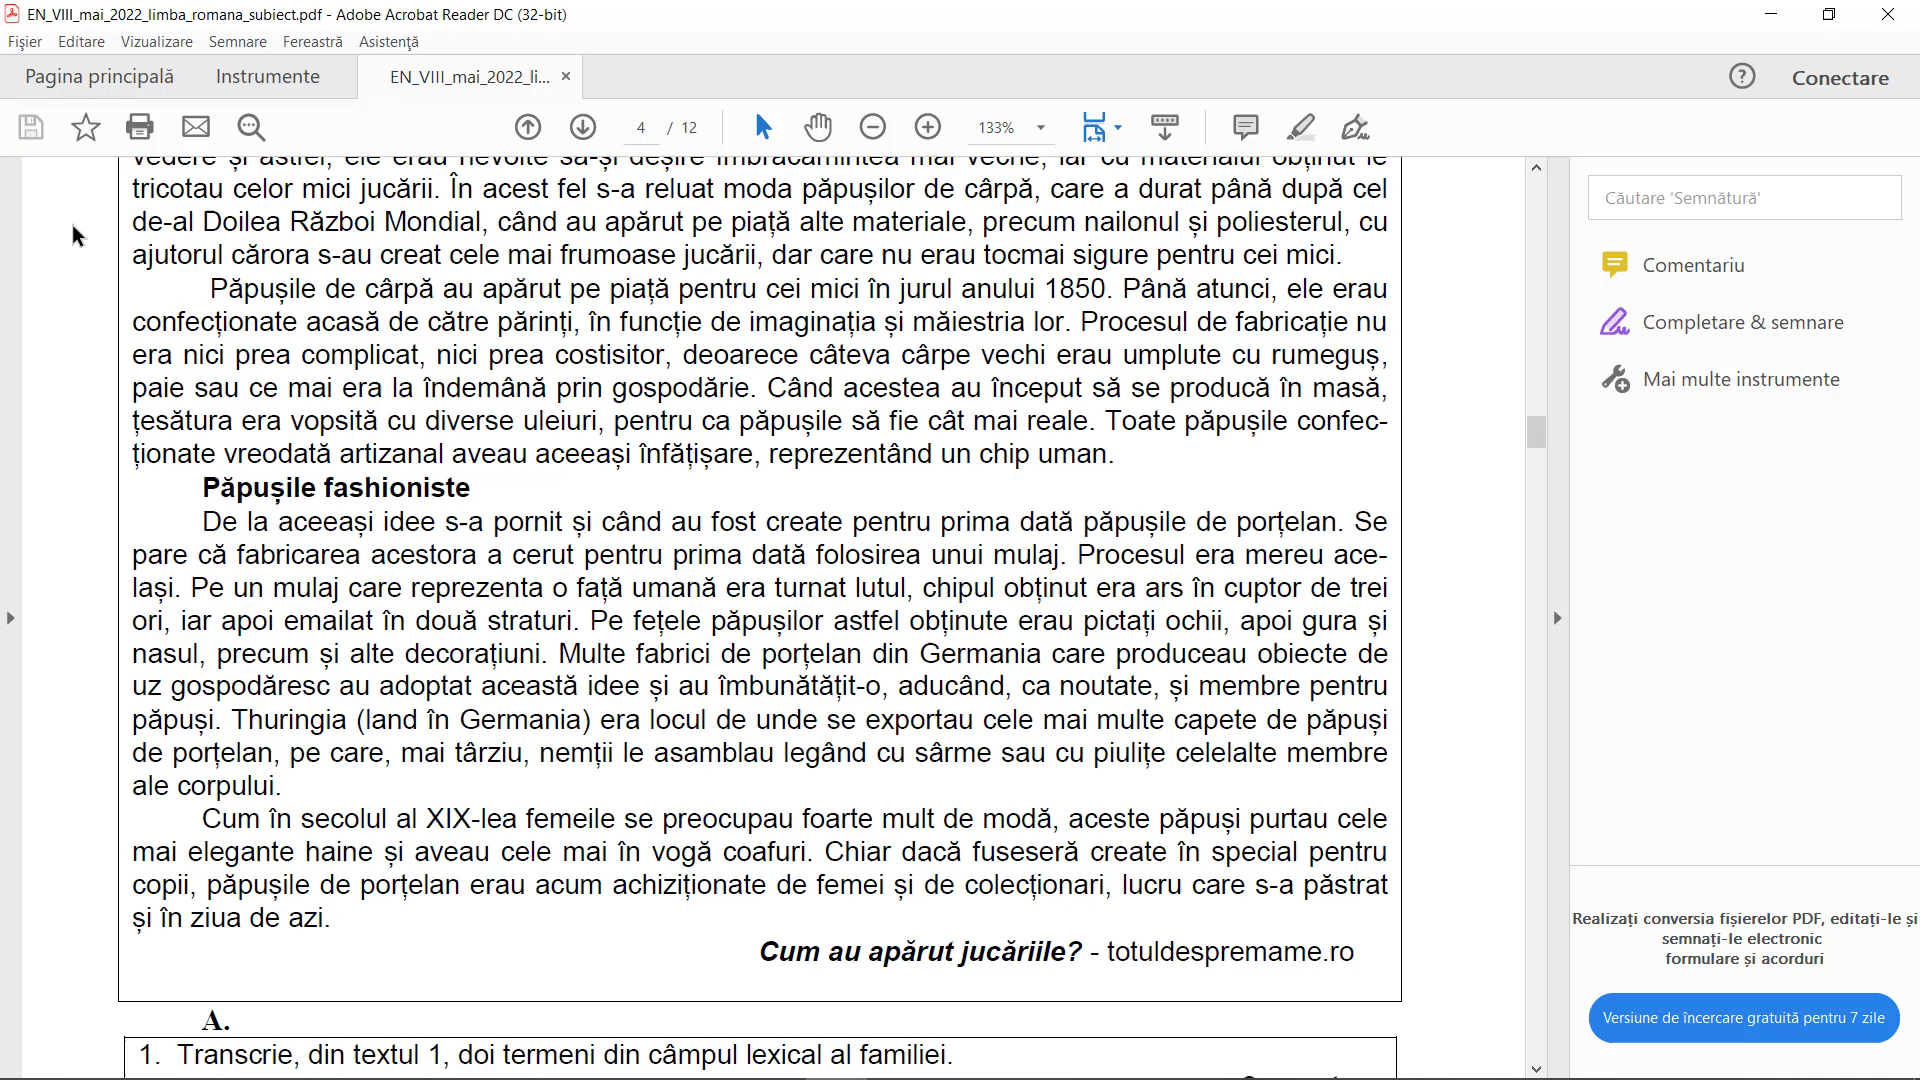 EN_VIII_mai_2022_limba_romana_subiect.pdf - Adobe Acrobat Reader DC (32-bit)
Fișier Editare Vizualizare Semnare Fereastră Asistență
Pagina principală Instrumente EN_VIII_mai_2022_li... × Conectare
4 / 12 133%
vedere și astfel, ele erau nevoite să-și deșire îmbrăcămintea mai veche, iar cu materialul obținut le
tricotau celor mici jucării. În acest fel s-a reluat moda păpușilor de cârpă, care a durat până după cel
de-al Doilea Război Mondial, când au apărut pe piață alte materiale, precum nailonul și poliesterul, cu
ajutorul cărora s-au creat cele mai frumoase jucării, dar care nu erau tocmai sigure pentru cei mici.
Păpușile de cârpă au apărut pe piață pentru cei mici în jurul anului 1850. Până atunci, ele erau
confecționate acasă de către părinți, în funcție de imaginația și măiestria lor. Procesul de fabricație nu
era nici prea complicat, nici prea costisitor, deoarece câteva cârpe vechi erau umplute cu rumeguș,
paie sau ce mai era la îndemână prin gospodărie. Când acestea au început să se producă în masă,
țesătura era vopsită cu diverse uleiuri, pentru ca păpușile să fie cât mai reale. Toate păpușile confec-
ționate vreodată artizanal aveau aceeași înfățișare, reprezentând un chip uman.
Păpușile fashioniste
De la aceeași idee s-a pornit și când au fost create pentru prima dată păpușile de porțelan. Se
pare că fabricarea acestora a cerut pentru prima dată folosirea unui mulaj. Procesul era mereu ace-
lași. Pe un mulaj care reprezenta o față umană era turnat lutul, chipul obținut era ars în cuptor de trei
ori, iar apoi emailat în două straturi. Pe fețele păpușilor astfel obținute erau pictați ochii, apoi gura și
nasul, precum și alte decorațiuni. Multe fabrici de porțelan din Germania care produceau obiecte de
uz gospodăresc au adoptat această idee și au îmbunătățit-o, aducând, ca noutate, și membre pentru
păpuși. Thuringia (land în Germania) era locul de unde se exportau cele mai multe capete de păpuși
de porțelan, pe care, mai târziu, nemții le asamblau legând cu sârme sau cu piulițe celelalte membre
ale corpului.
Cum în secolul al XIX-lea femeile se preocupau foarte mult de modă, aceste păpuși purtau cele
mai elegante haine și aveau cele mai în vogă coafuri. Chiar dacă fuseseră create în special pentru
copii, păpușile de porțelan erau acum achiziționate de femei și de colecționari, lucru care s-a păstrat
și în ziua de azi.
Cum au apărut jucăriile? - totuldespremame.ro
A.
1. Transcrie, din textul 1, doi termeni din câmpul lexical al familiei.
Căutare 'Semnătură'
Comentariu
Completare & semnare
Mai multe instrumente
Realizați conversia fișierelor PDF, editați-le și
semnați-le electronic
formulare și acorduri
Versiune de încercare gratuită pentru 7 zile